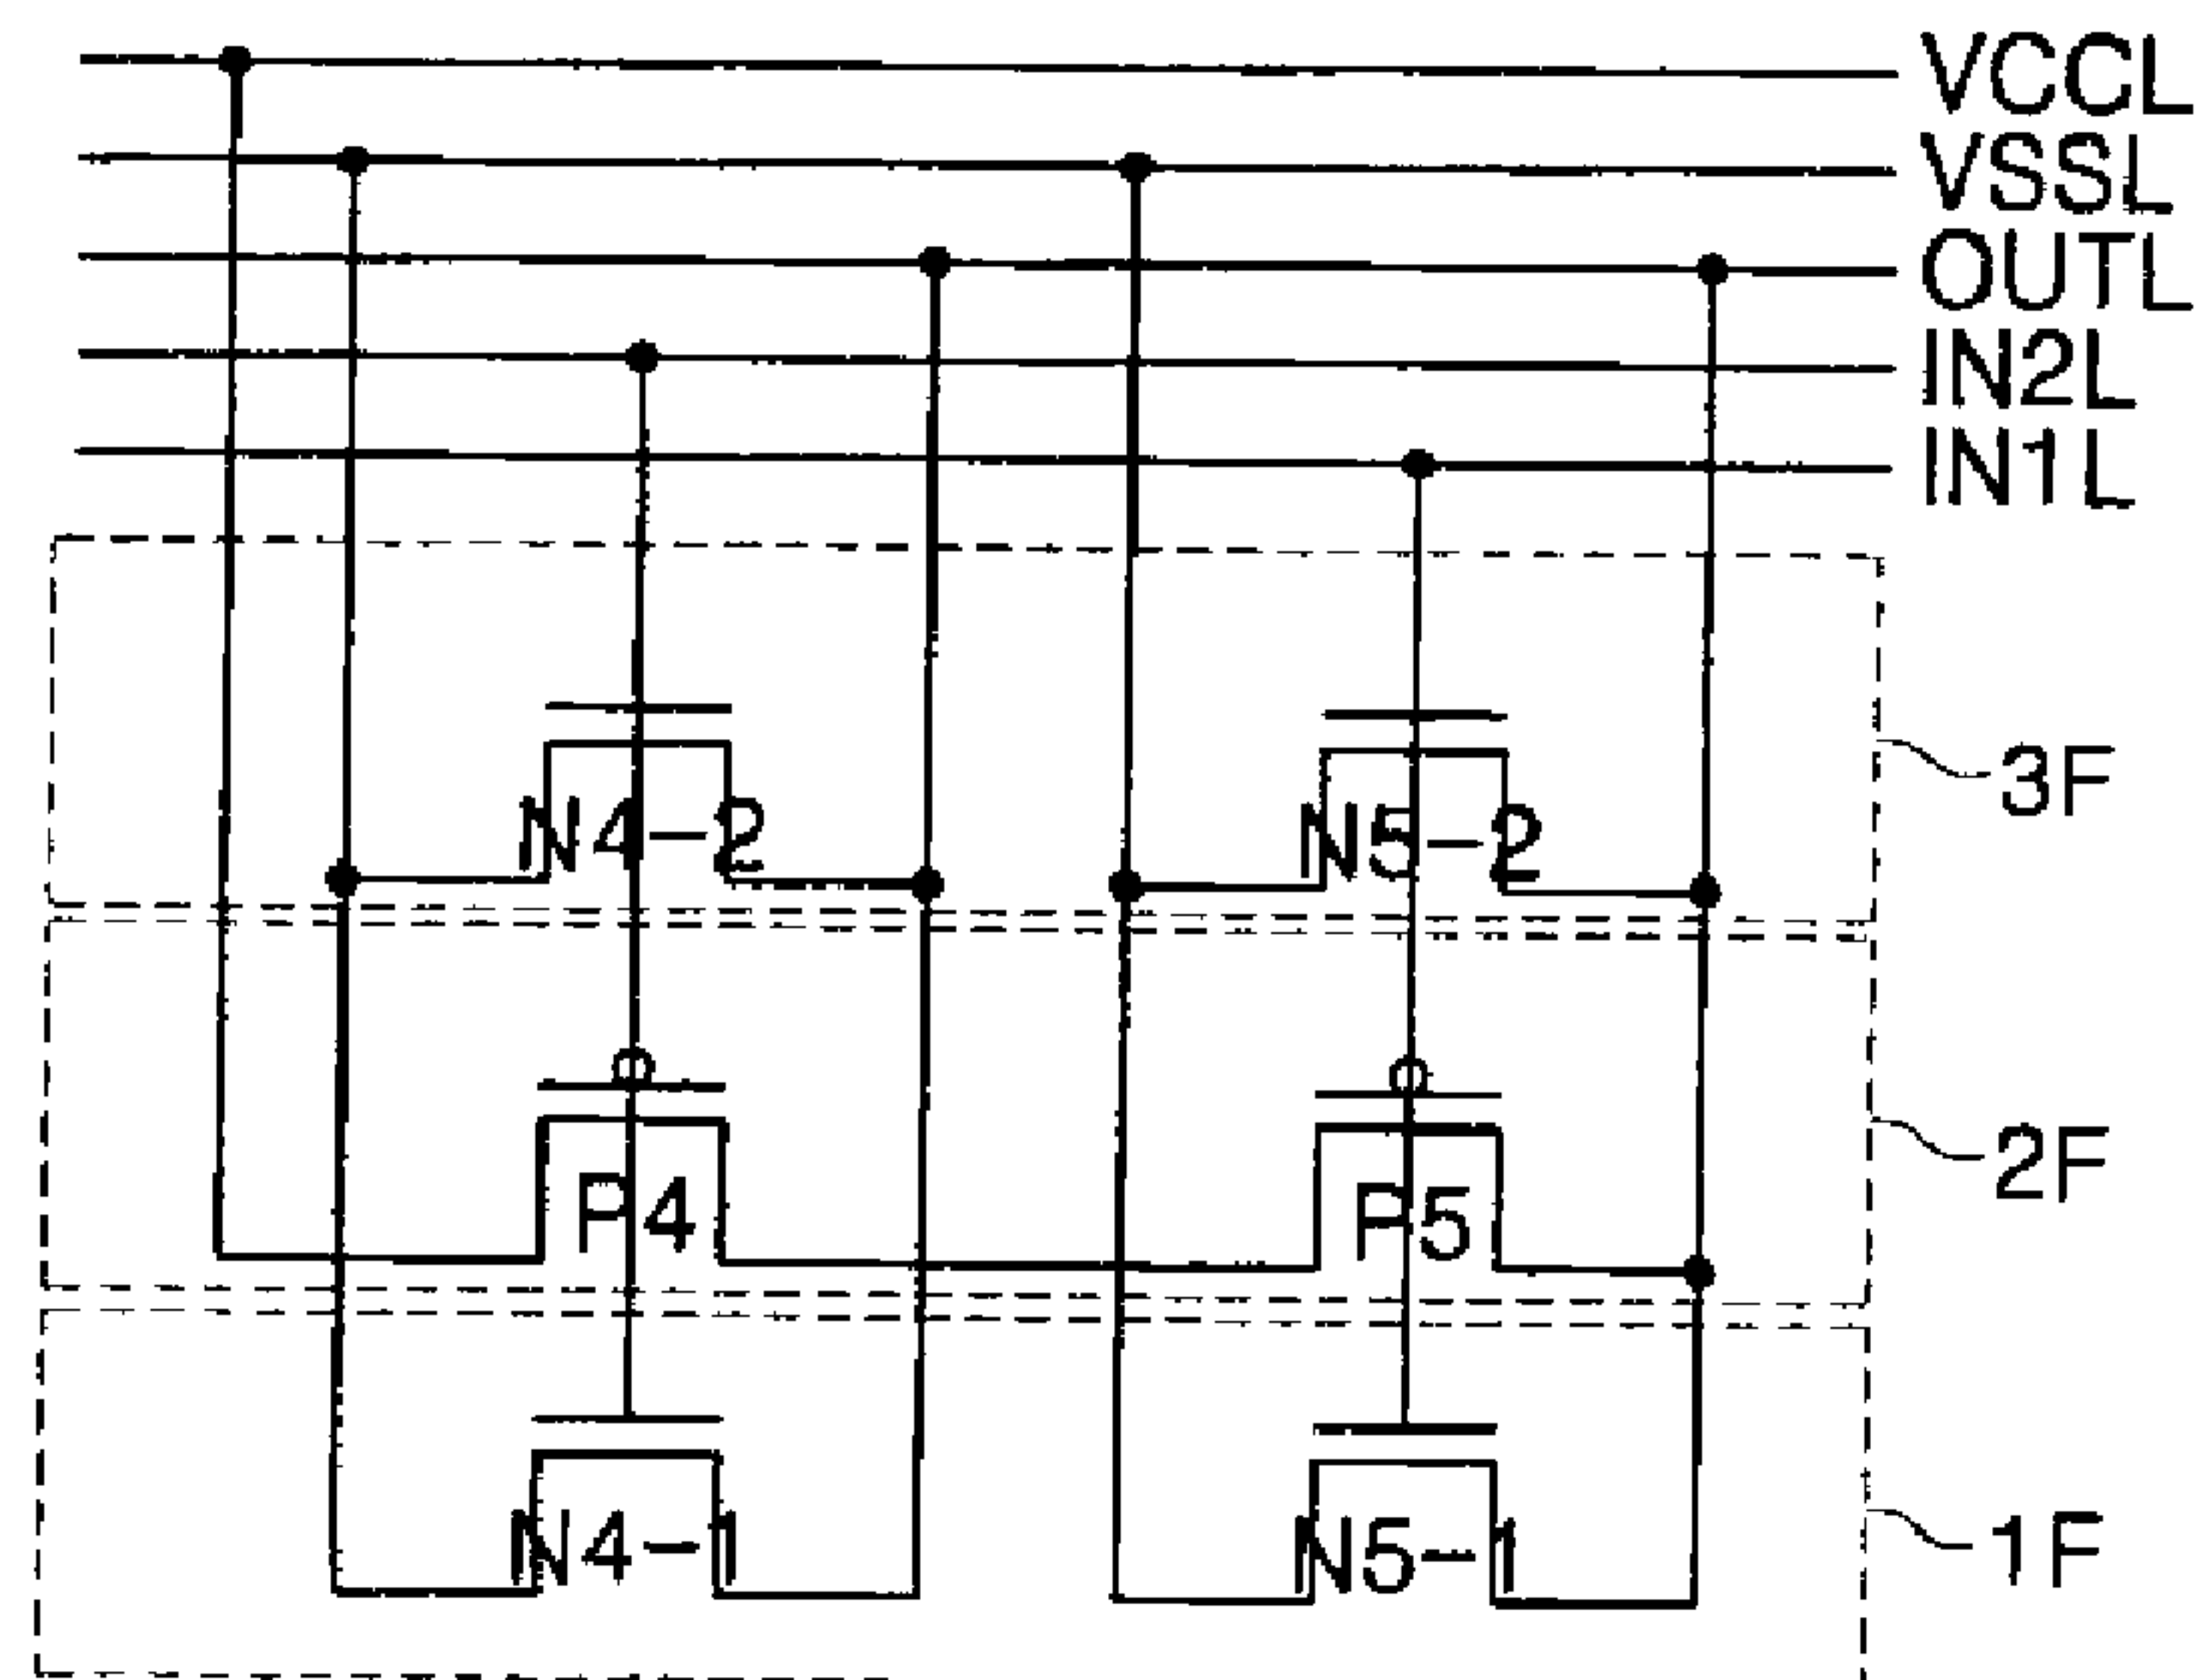 VCCL
VSSL
OUTL
IN2L
IN1L
3F
N4-2
N5-2
2F
P4
P5
1F
N4-1
N5-1